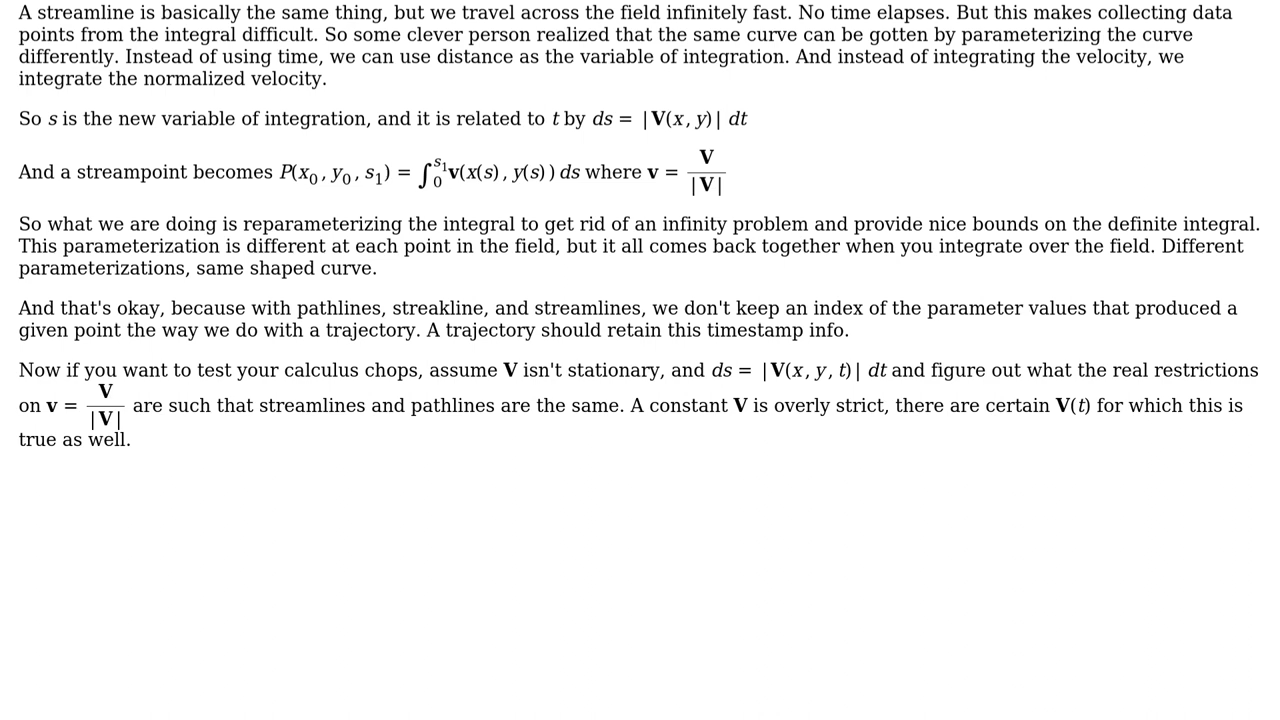 A streamline is basically the same thing, but we travel across the field infinitely fast. No time elapses. But this makes collecting data
points from the integral difficult. So some clever person realized that the same curve can be gotten by parameterizing the curve
differently. Instead of using time, we can use distance as the variable of integration. And instead of integrating the velocity, we
integrate the normalized velocity.
So s is the new variable of integration, and it is related to t by ds = |V(x, y)| dt
And a streampoint becomes P(x₀, y₀, s₁) = ∫₀^s₁ v(x(s), y(s)) ds where v = V/|V|
So what we are doing is reparameterizing the integral to get rid of an infinity problem and provide nice bounds on the definite integral.
This parameterization is different at each point in the field, but it all comes back together when you integrate over the field. Different
parameterizations, same shaped curve.
And that's okay, because with pathlines, streakline, and streamlines, we don't keep an index of the parameter values that produced a
given point the way we do with a trajectory. A trajectory should retain this timestamp info.
Now if you want to test your calculus chops, assume V isn't stationary, and ds = |V(x, y, t)| dt and figure out what the real restrictions
on v = V/|V| are such that streamlines and pathlines are the same. A constant V is overly strict, there are certain V(t) for which this is
true as well.